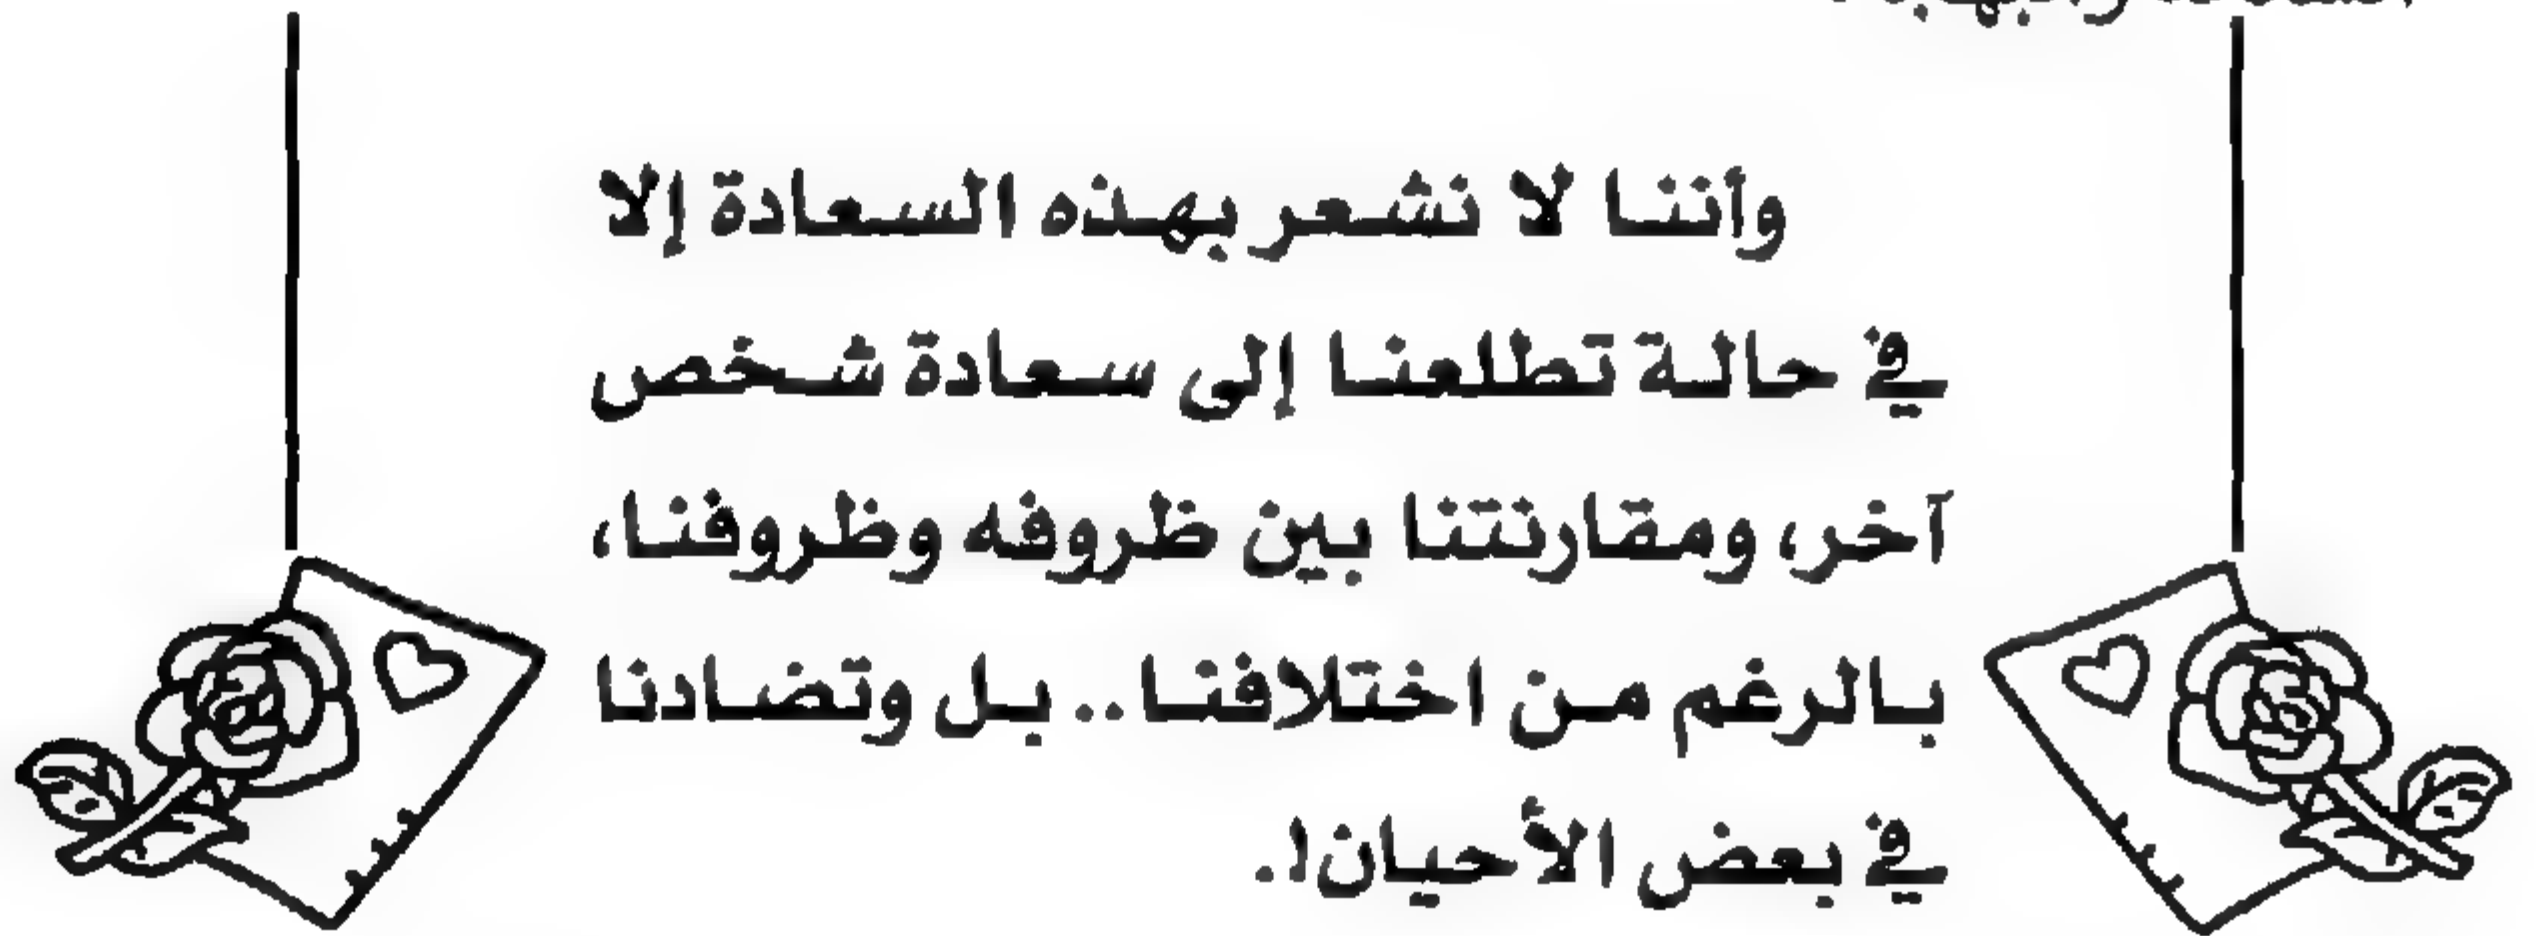 وأننا لا نشعر بهذه السعادة إلا
في حالة تطلعنا إلى سعادة شخص
آخر، ومقارنتنا بين ظروفه وظروفنا،
بالرغم من اختلافنا.. بل وتضادنا
في بعض الأحيان!.